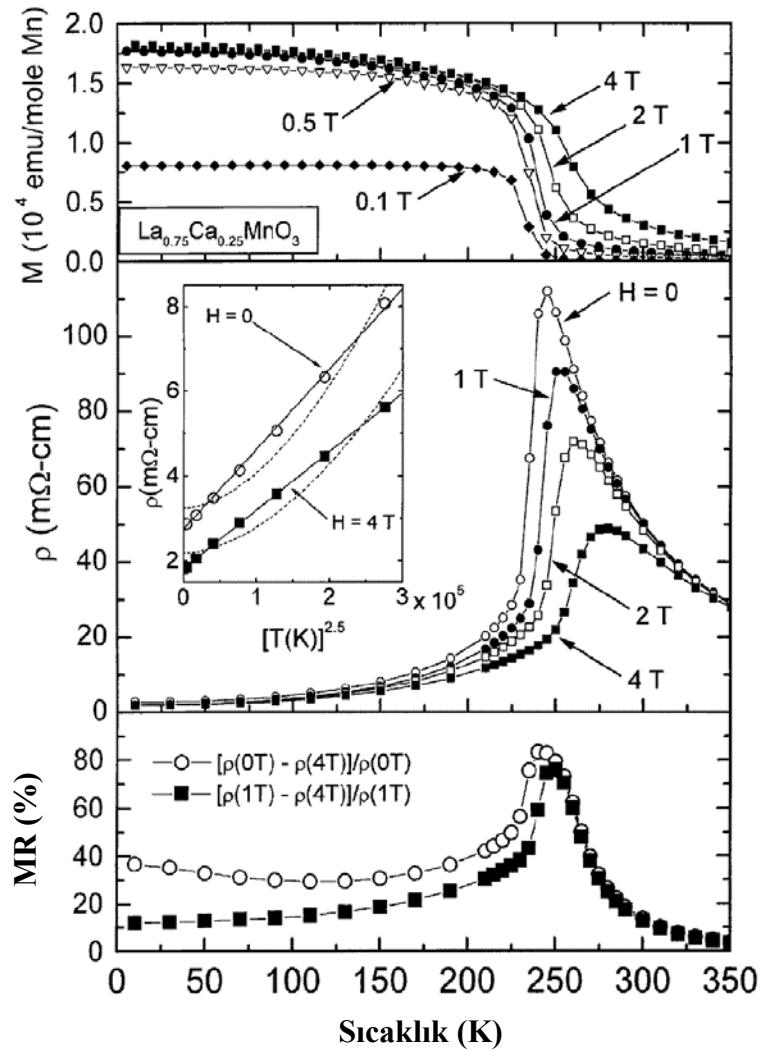 2.0
1.5
1.0
0.5
0.0
M (10⁴ emu/mole Mn)
4 T
2 T
1 T
0.5 T
0.1 T
La₀.₇₅Ca₀.₂₅MnO₃
100
80
60
40
20
0
ρ (mΩ-cm)
H = 0
1 T
2 T
4 T
8
6
4
2
ρ(mΩ-cm)
H = 0
H = 4 T
0 1 2 3 x 10⁵
[T(K)]²·⁵
80
60
40
20
0
MR (%)
[ρ(0T) - ρ(4T)]/ρ(0T)
[ρ(1T) - ρ(4T)]/ρ(1T)
0 50 100 150 200 250 300 350
Sıcaklık (K)